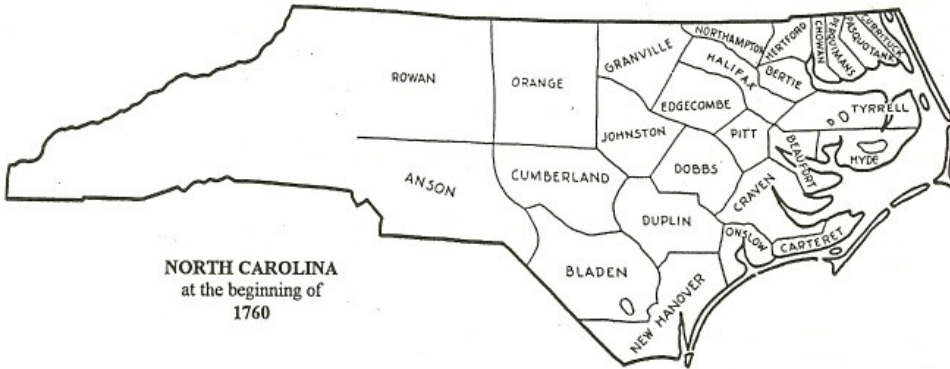 ROWAN
ORANGE
GRANVILLE
NORTHAMPTON
HERTFORD
CHOWAN
PERQUIMANS
PASQUOTANK
CURRITUCK
HALIFAX
BERTIE
EDGECOMBE
TYRRELL
JOHNSTON
PITT
BEAUFORT
HYDE
ANSON
CUMBERLAND
DOBBS
CRAVEN
DUPLIN
ONSLOW
CARTERET
BLADEN
NEW HANOVER
NORTH CAROLINA
at the beginning of
1760